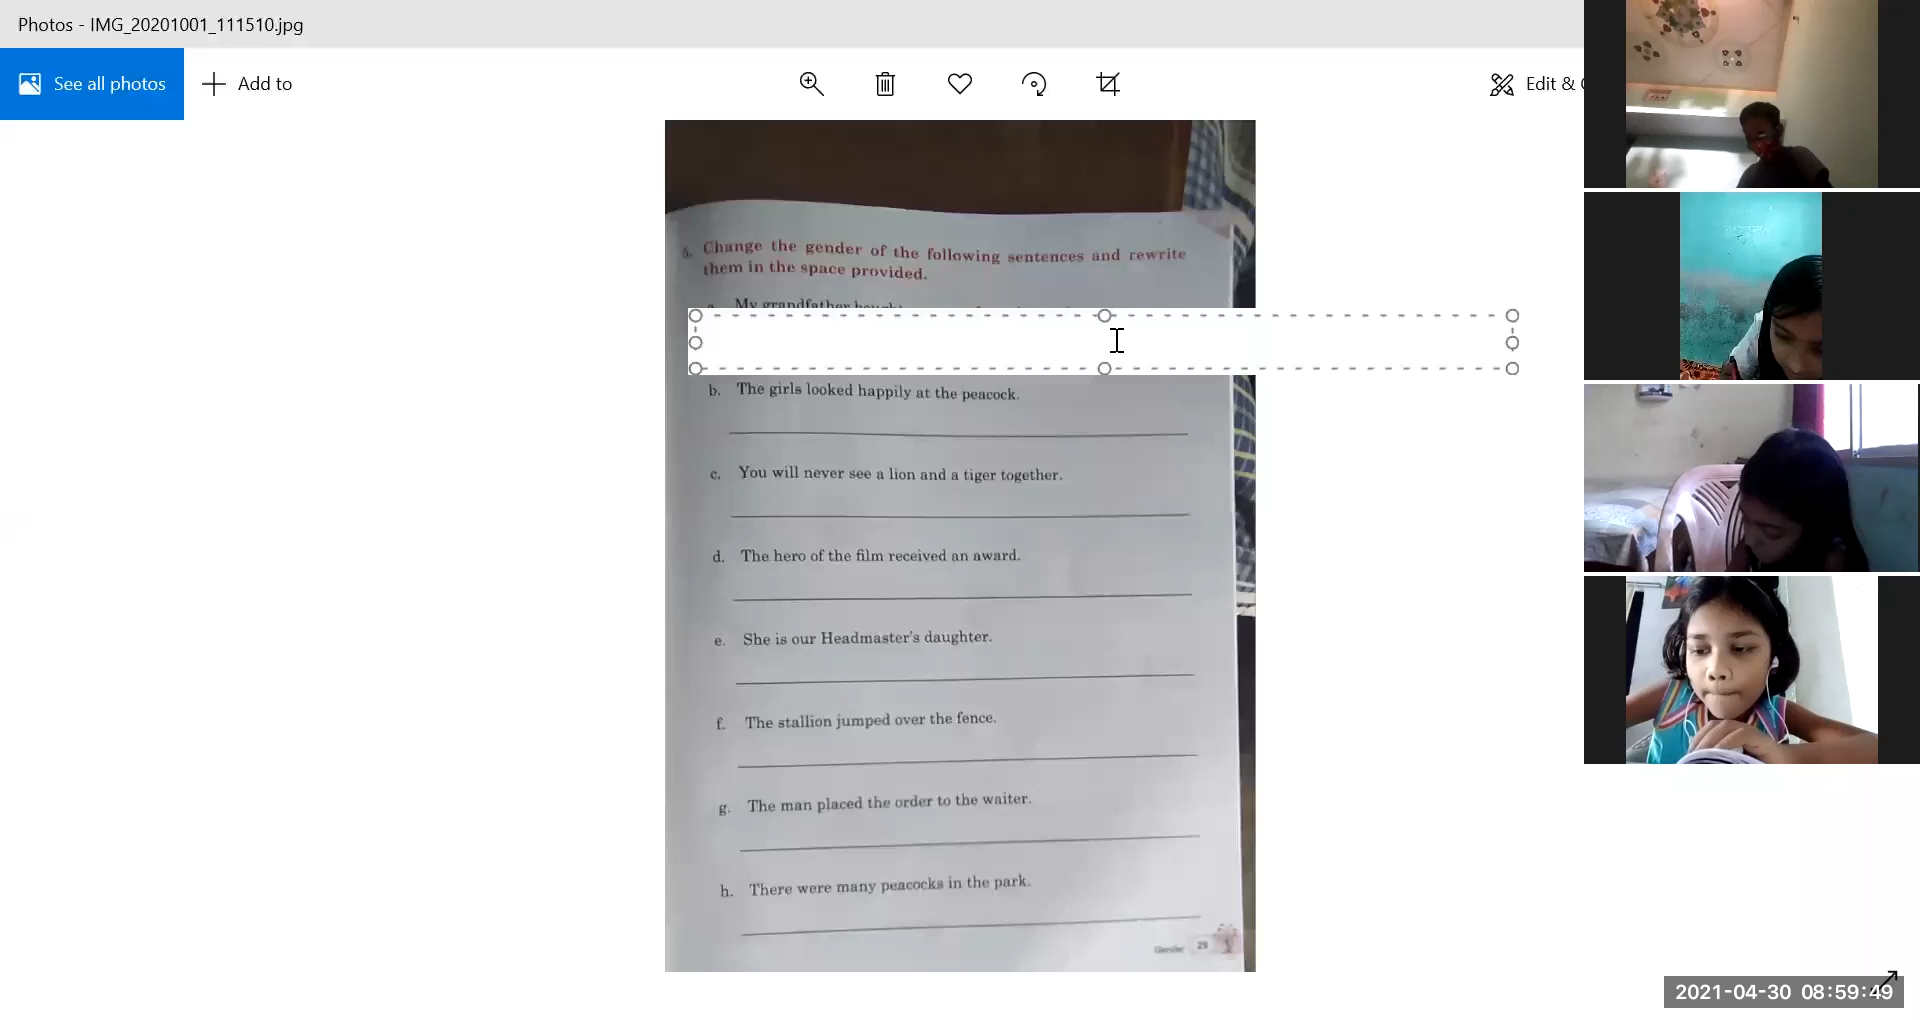 Photos - IMG_20201001_111510.jpg
See all photos
Add to
Edit &
Change the gender of the following sentences and rewrite
them in the space provided.
a. My grandfather
b. The girls looked happily at the peacock.
c. You will never see a lion and a tiger together.
d. The hero of the film received an award.
e. She is our Headmaster's daughter.
f. The stallion jumped over the fence.
g. The man placed the order to the waiter.
h. There were many peacocks in the park.
Gender 29
2021-04-30 08:59:49